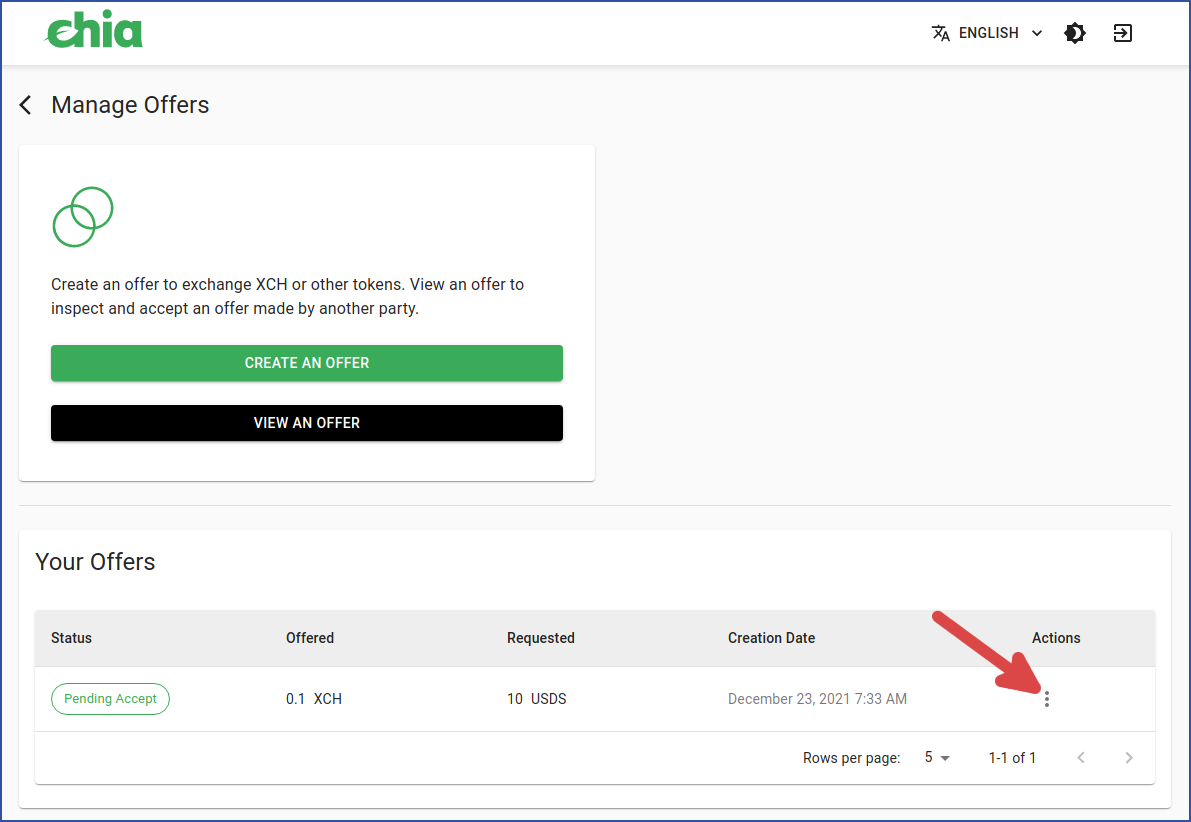 chia
ENGLISH
Manage Offers
Create an offer to exchange XCH or other tokens. View an offer to
inspect and accept an offer made by another party.
CREATE AN OFFER
VIEW AN OFFER
Your Offers
Status Offered Requested Creation Date Actions
Pending Accept 0.1 XCH 10 USDS December 23, 2021 7:33 AM
Rows per page: 5 1-1 of 1